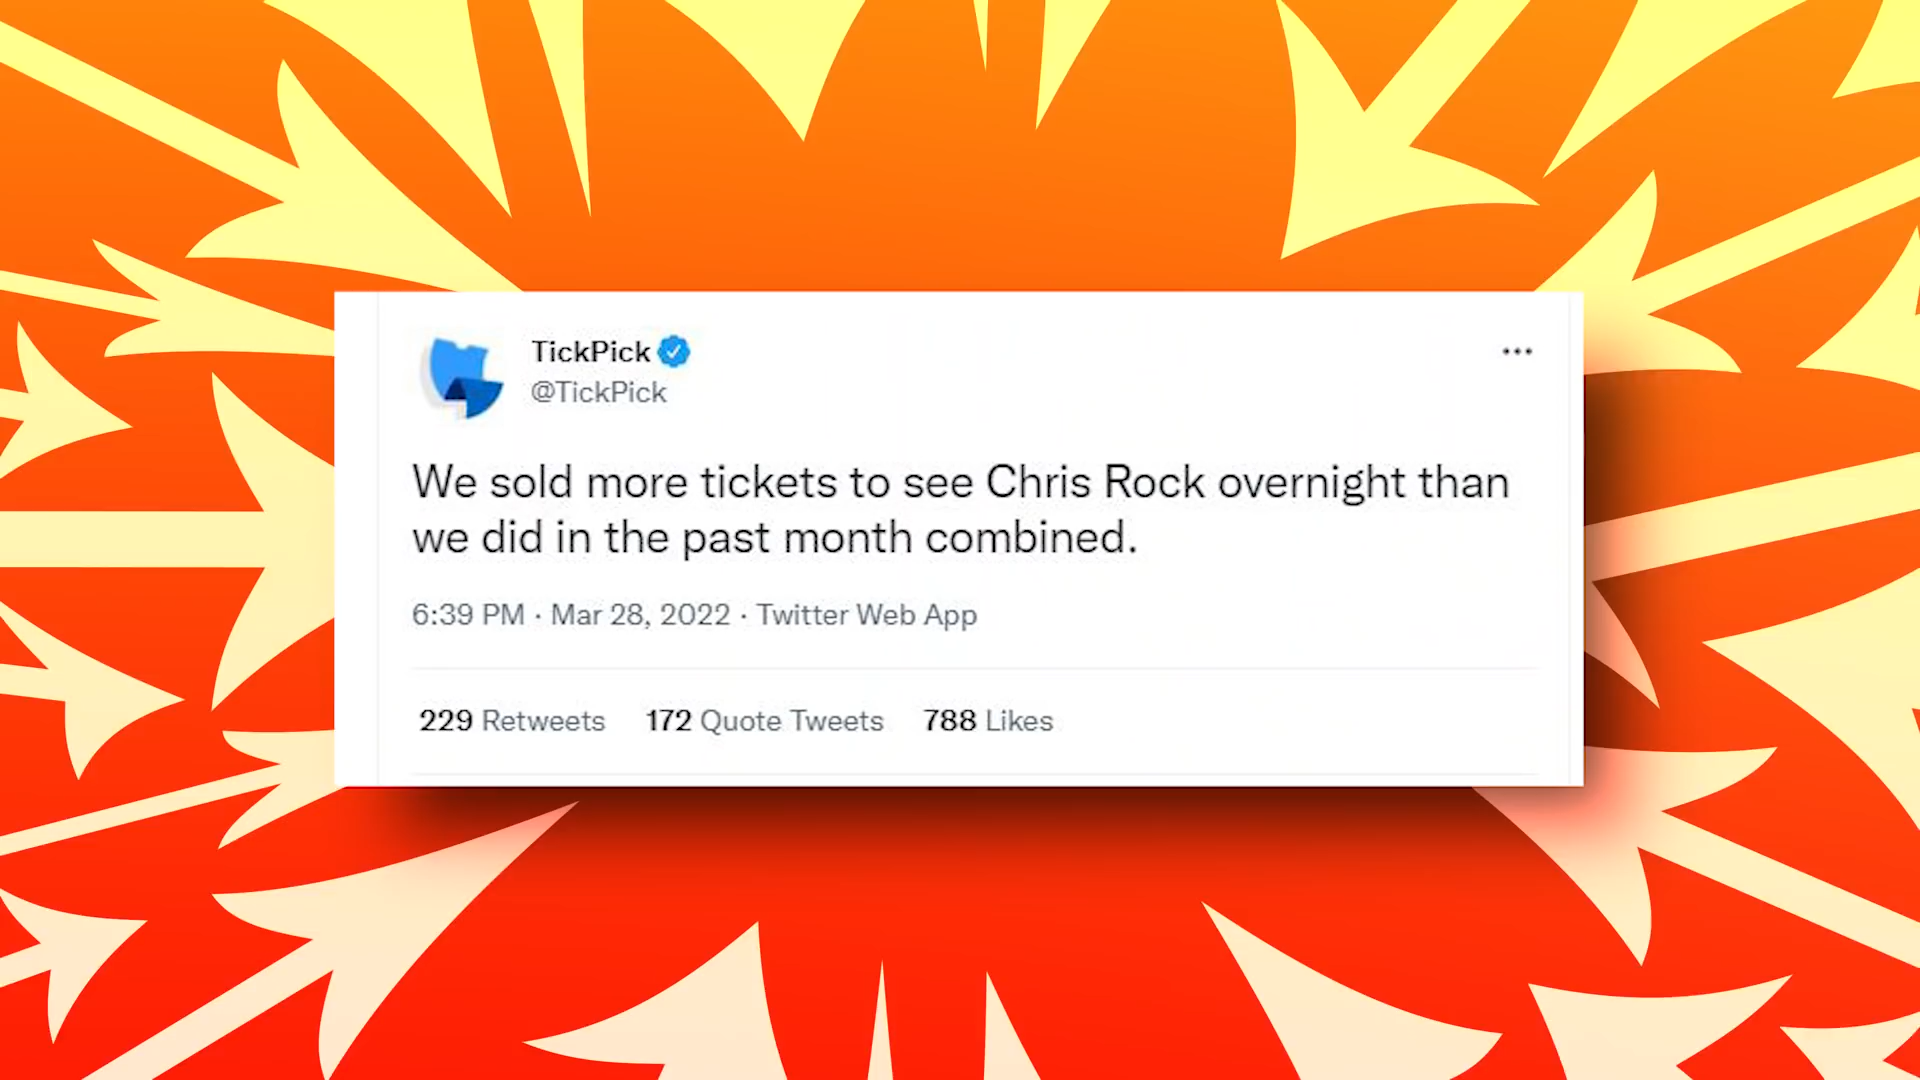 TickPick
@TickPick
We sold more tickets to see Chris Rock overnight than
we did in the past month combined.
6:39 PM · Mar 28, 2022 · Twitter Web App
229 Retweets 172 Quote Tweets 788 Likes